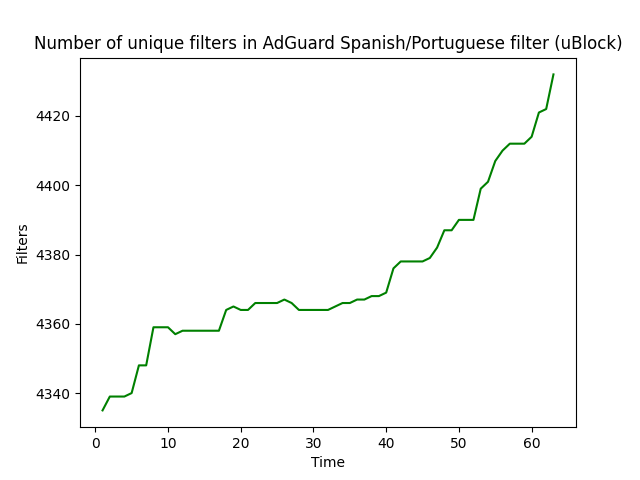 Number of unique filters in AdGuard Spanish/Portuguese filter (uBlock)
4420
4400
4380
4360
4340
Filters
0 10 20 30 40 50 60
Time